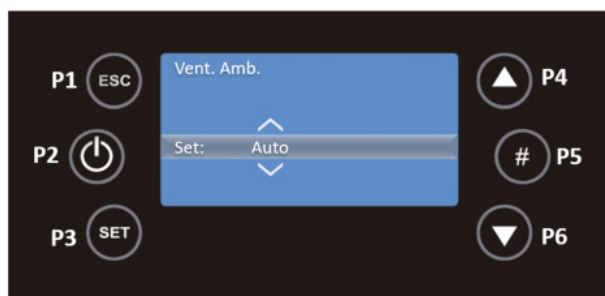 P1 ESC
Vent. Amb.
P4
P2
Set: Auto
# P5
P3 SET
P6